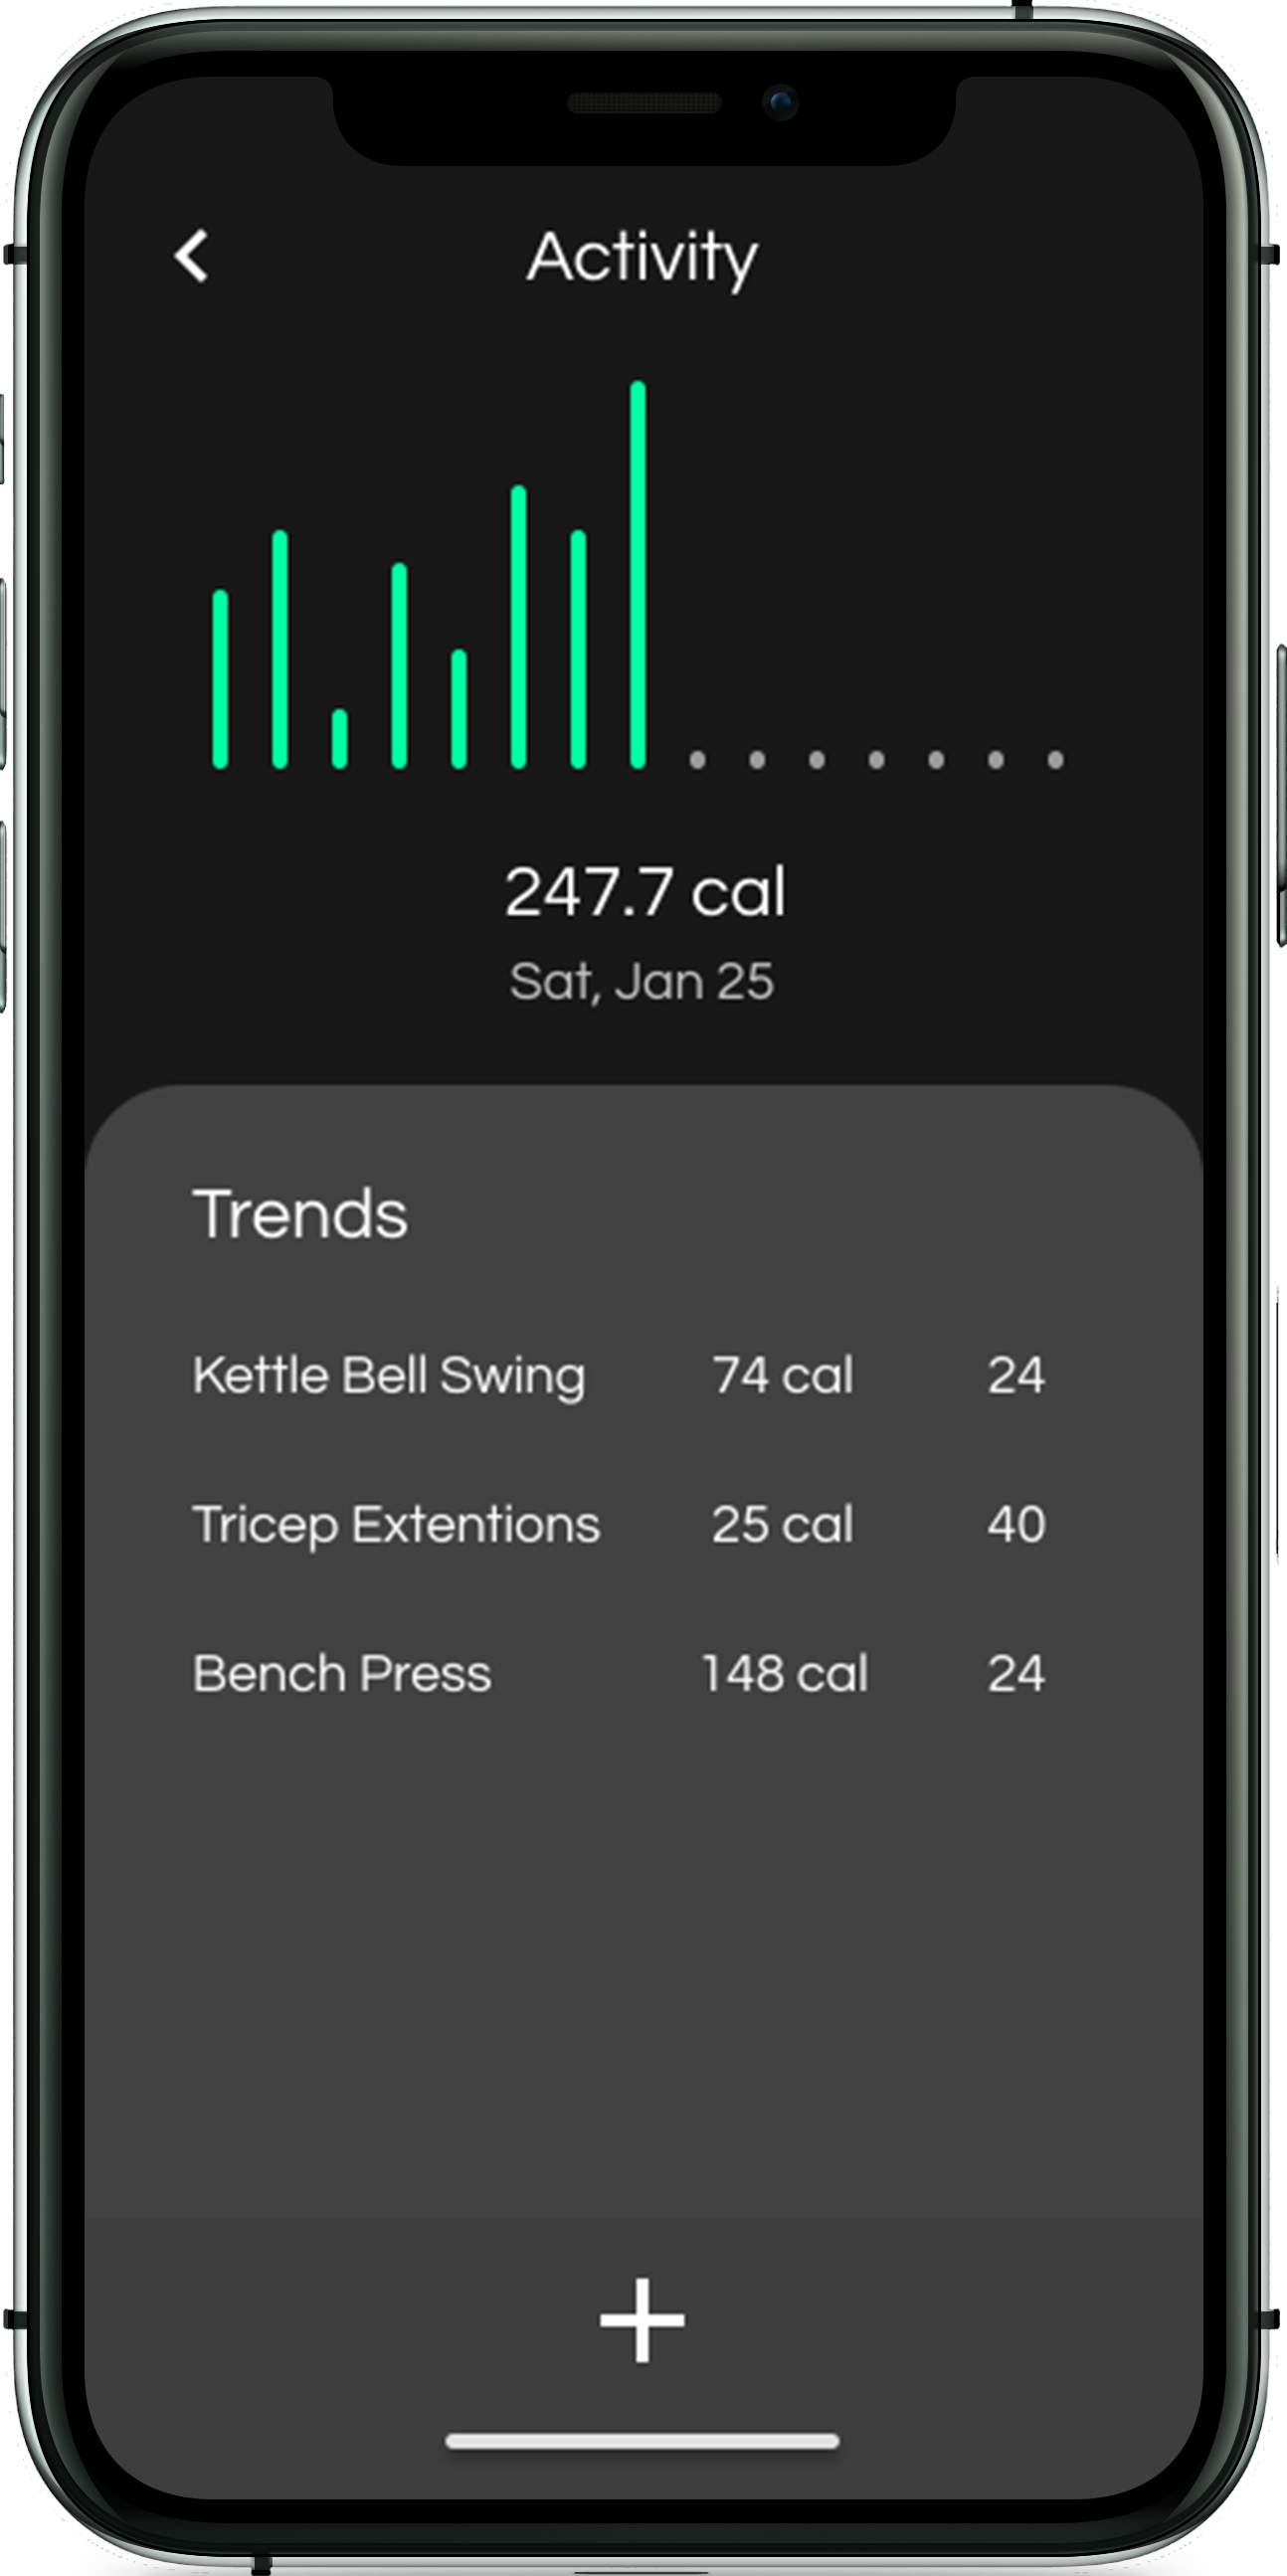 Activity
247.7 cal
Sat, Jan 25
Trends
Kettle Bell Swing 74 cal 24
Tricep Extentions 25 cal 40
Bench Press 148 cal 24